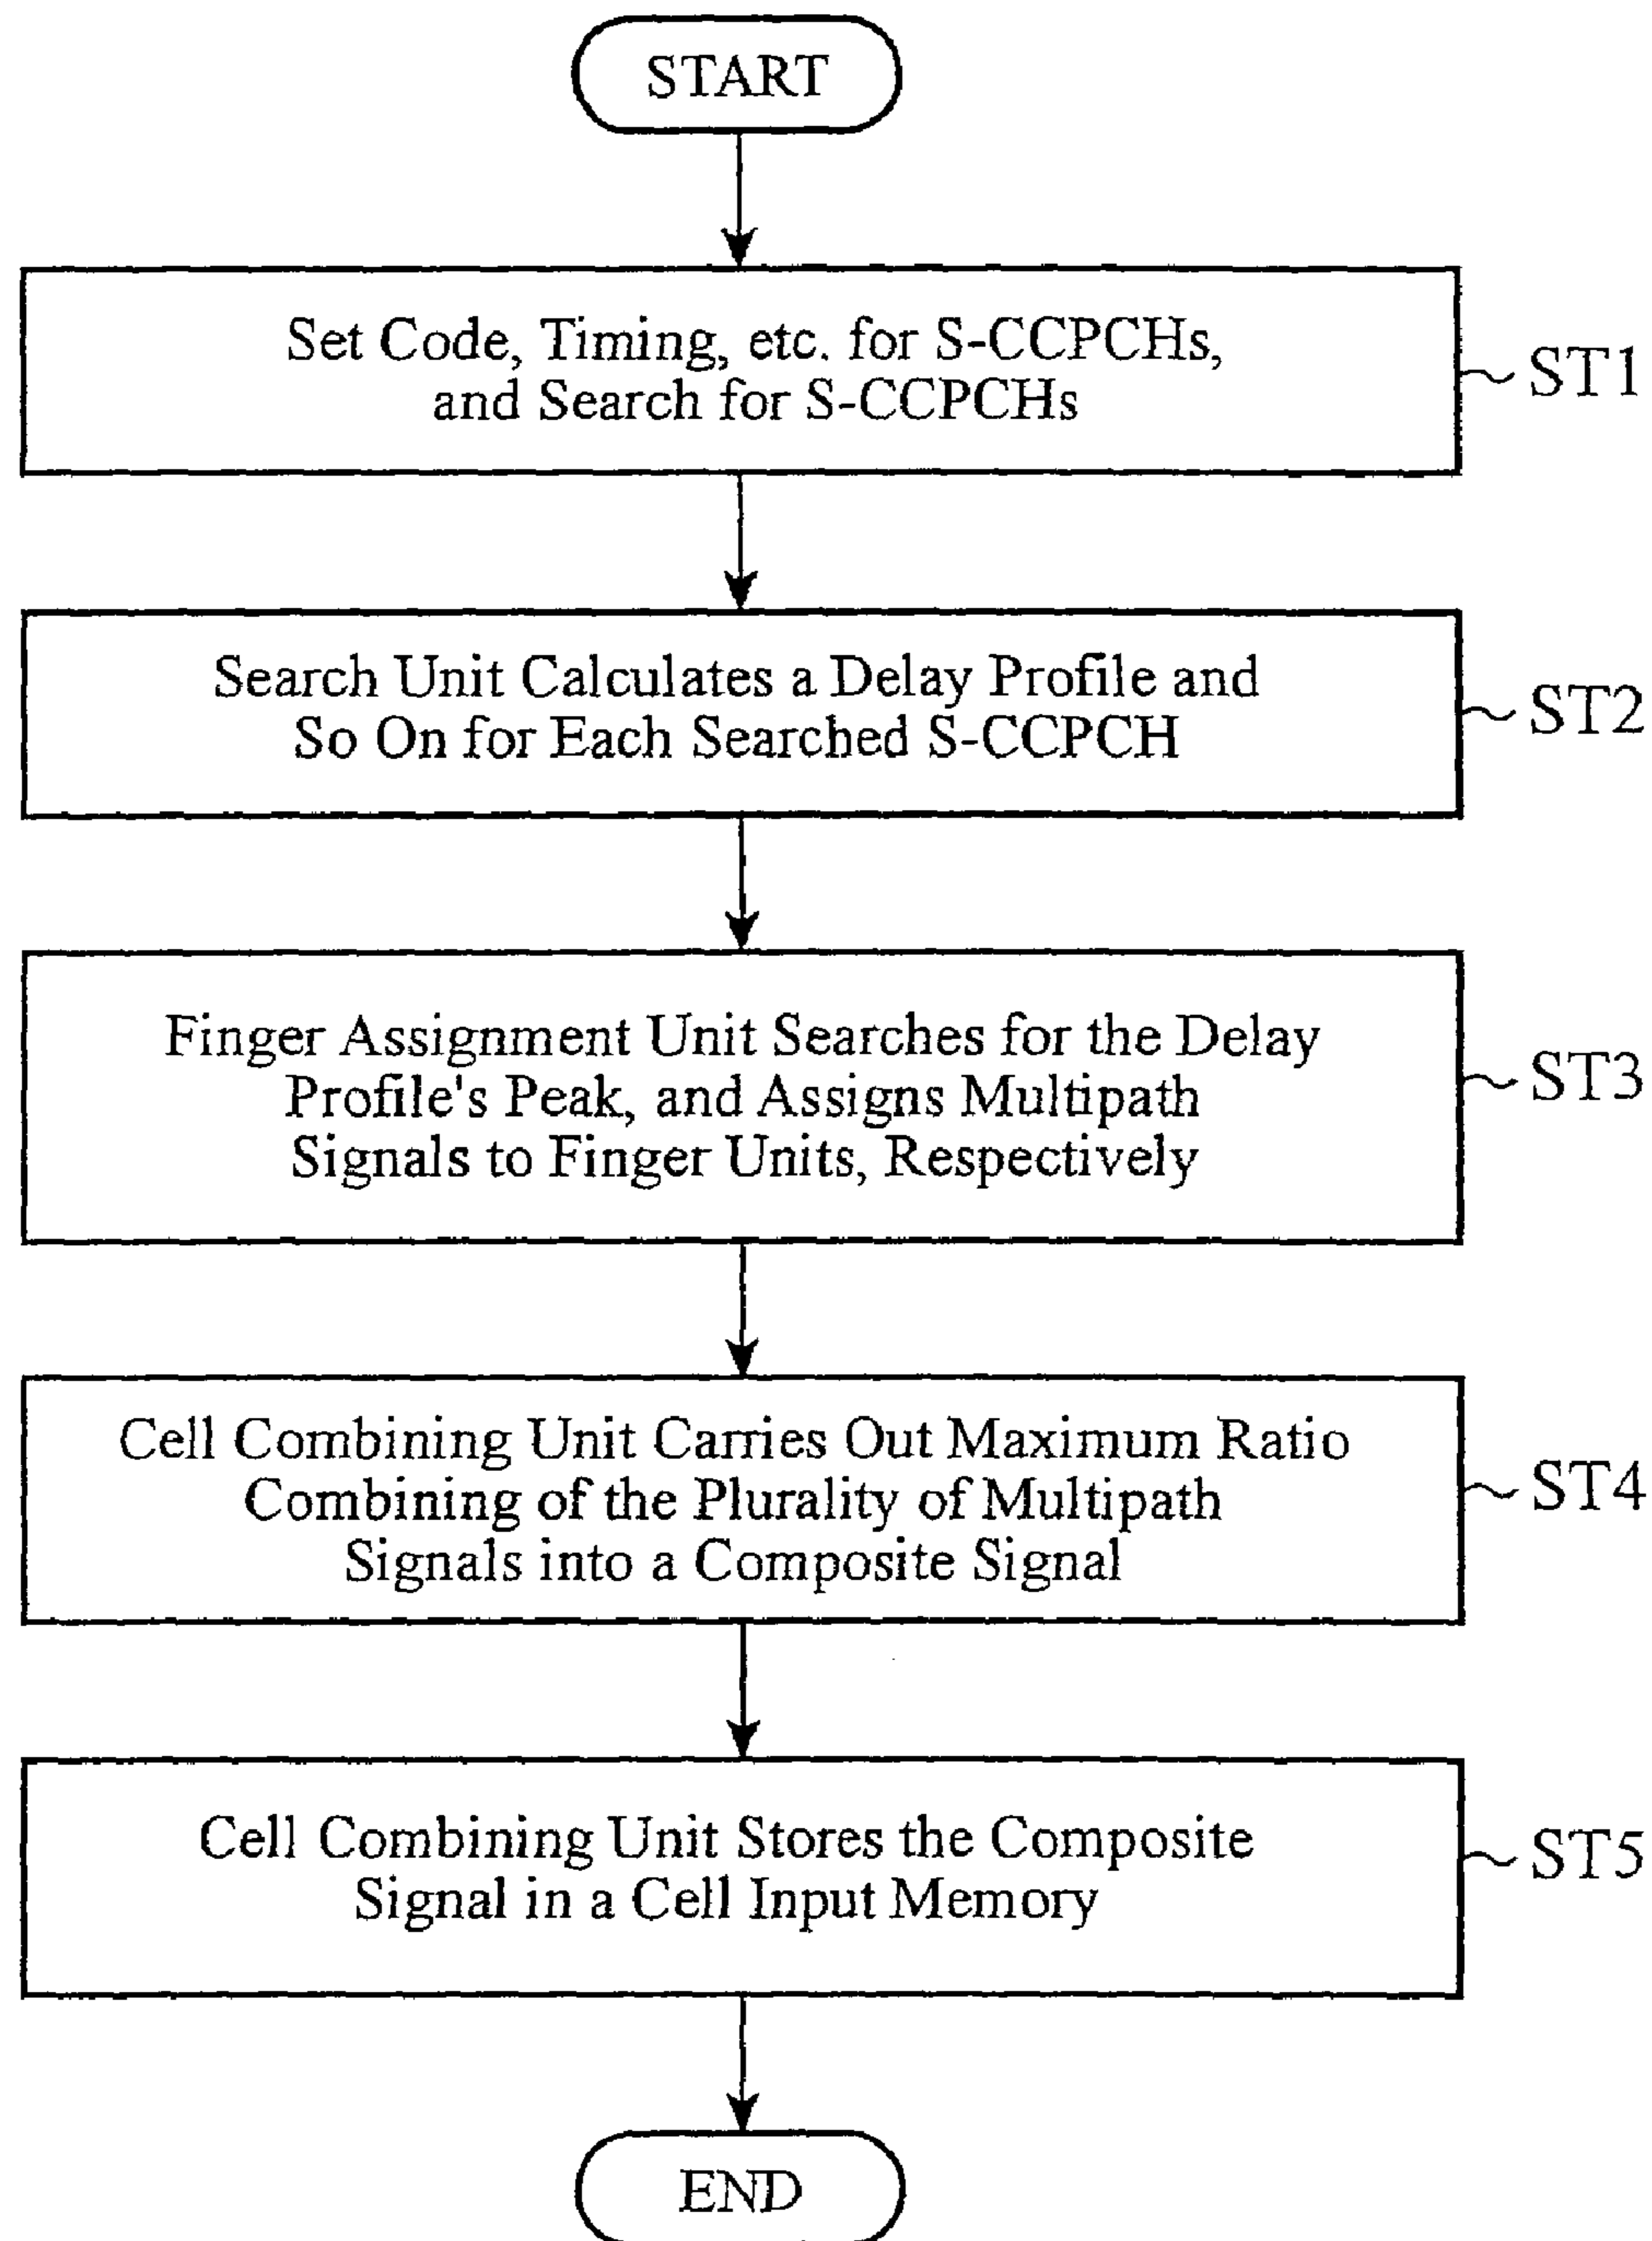 START
Set Code, Timing, etc. for S-CCPCHs,
and Search for S-CCPCHs
ST1
Search Unit Calculates a Delay Profile and
So On for Each Searched S-CCPCH
ST2
Finger Assignment Unit Searches for the Delay
Profile's Peak, and Assigns Multipath
Signals to Finger Units, Respectively
ST3
Cell Combining Unit Carries Out Maximum Ratio
Combining of the Plurality of Multipath
Signals into a Composite Signal
ST4
Cell Combining Unit Stores the Composite
Signal in a Cell Input Memory
ST5
END